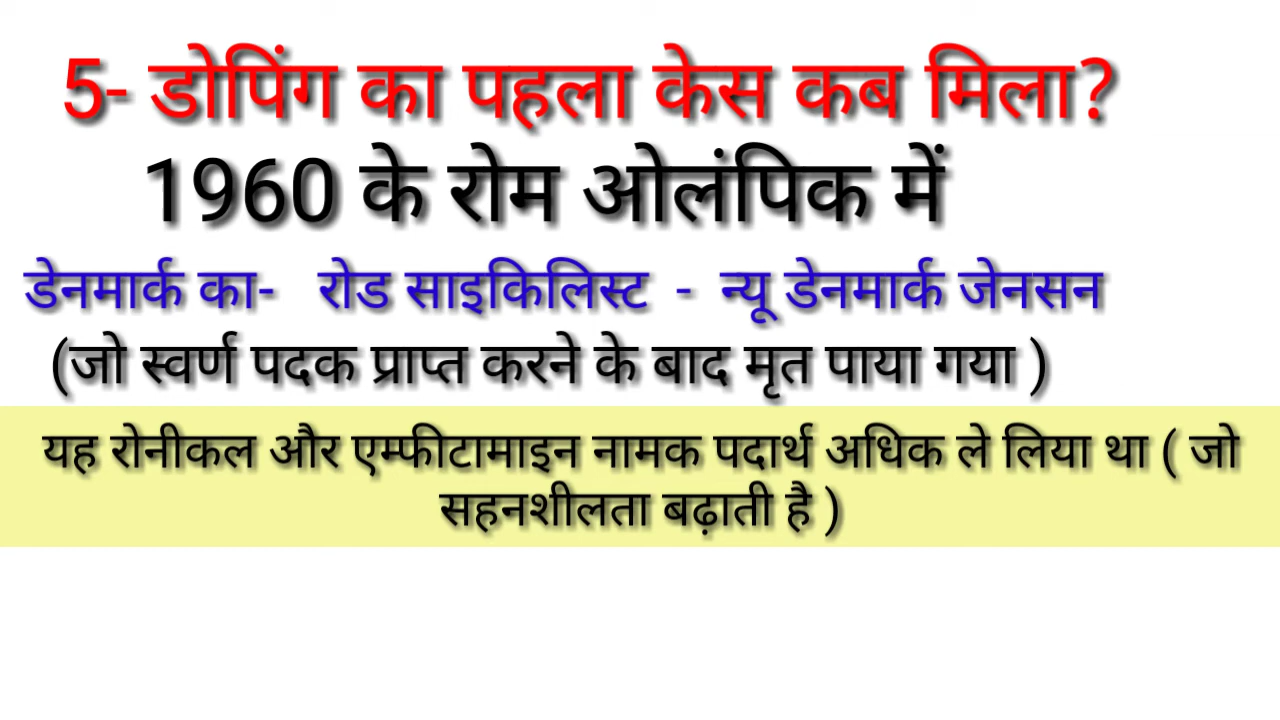 5- डोपिंग का पहला केस कब मिला?
1960 के रोम ओलंपिक में
डेनमार्क का- रोड साइकिलिस्ट - न्यू डेनमार्क जेनसन
(जो स्वर्ण पदक प्राप्त करने के बाद मृत पाया गया )
यह रोनीकल और एम्फीटामाइन नामक पदार्थ अधिक ले लिया था ( जो
सहनशीलता बढ़ाती है )